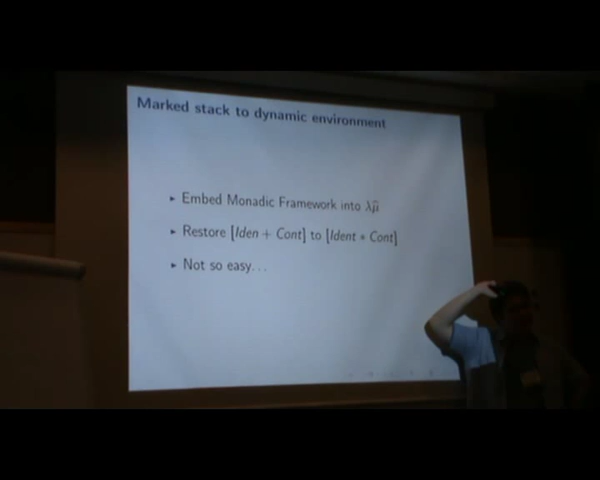 Marked stack to dynamic environment
▸ Embed Monadic Framework into λμ̂
▸ Restore [Iden + Cont] to [Ident * Cont]
▸ Not so easy...